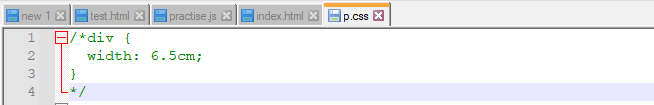 new 1 test.html practise.js index.html p.css
1 /*div {
2 width: 6.5cm;
3 }
4 */